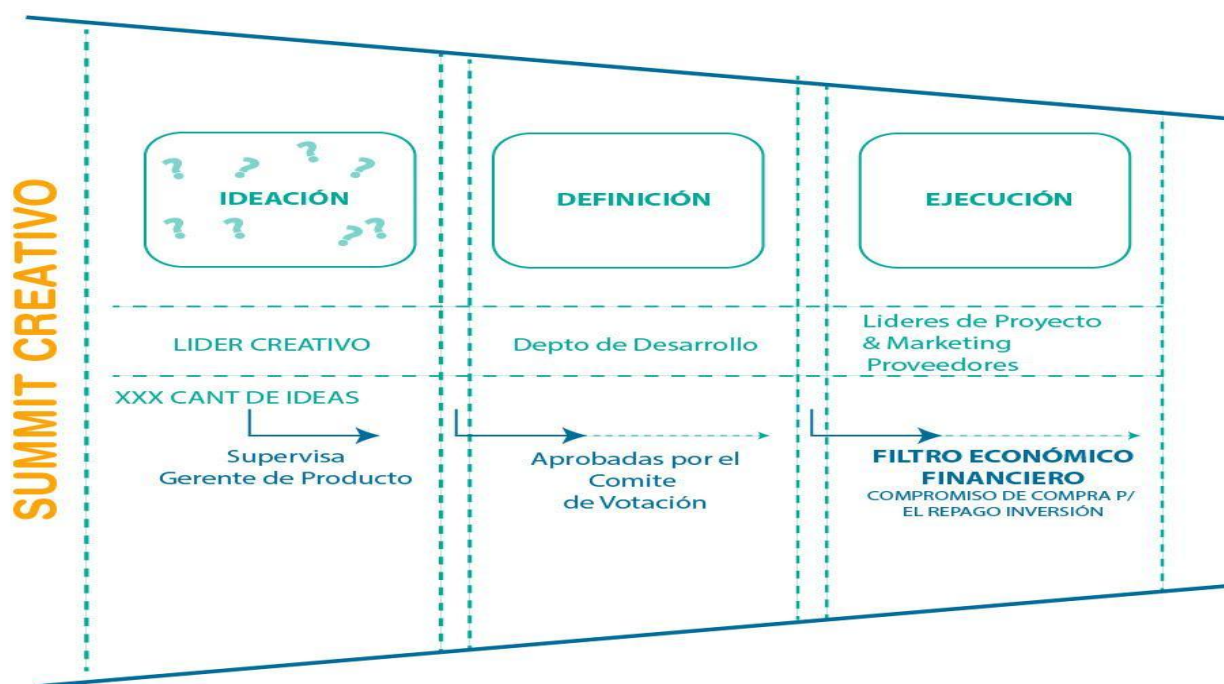 SUMMIT CREATIVO
IDEACIÓN
LIDER CREATIVO
XXX CANT DE IDEAS
Supervisa
Gerente de Producto
DEFINICIÓN
Depto de Desarrollo
Aprobadas por el
Comite
de Votación
EJECUCIÓN
Lideres de Proyecto
& Marketing
Proveedores
FILTRO ECONÓMICO
FINANCIERO
COMPROMISO DE COMPRA P/
EL REPAGO INVERSIÓN